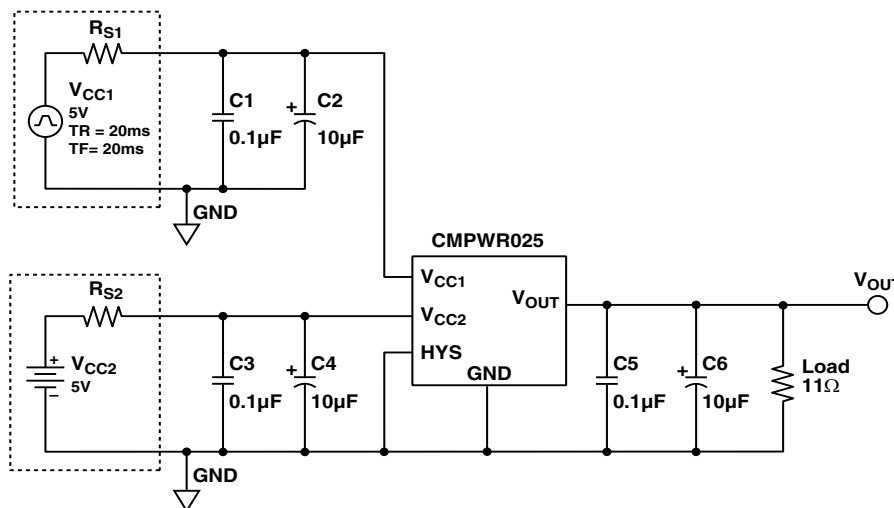 RS1
VCC1
5V
TR = 20ms
TF= 20ms
C1
0.1µF
+ C2
10µF
GND
CMPWR025
VCC1
VCC2
HYS
VOUT
GND
RS2
+
VCC2
5V
–
C3
0.1µF
+ C4
10µF
GND
C5
0.1µF
+ C6
10µF
Load
11Ω
VOUT